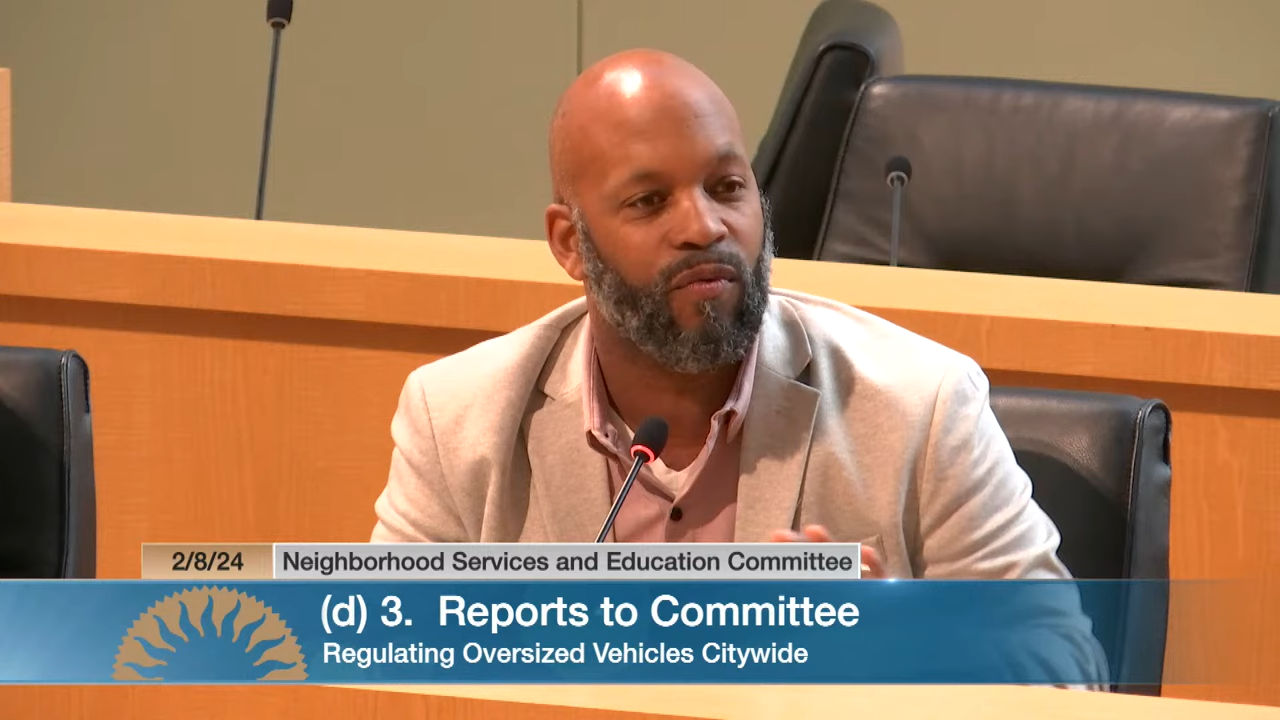 2/8/24
Neighborhood Services and Education Committee
(d) 3. Reports to Committee
Regulating Oversized Vehicles Citywide